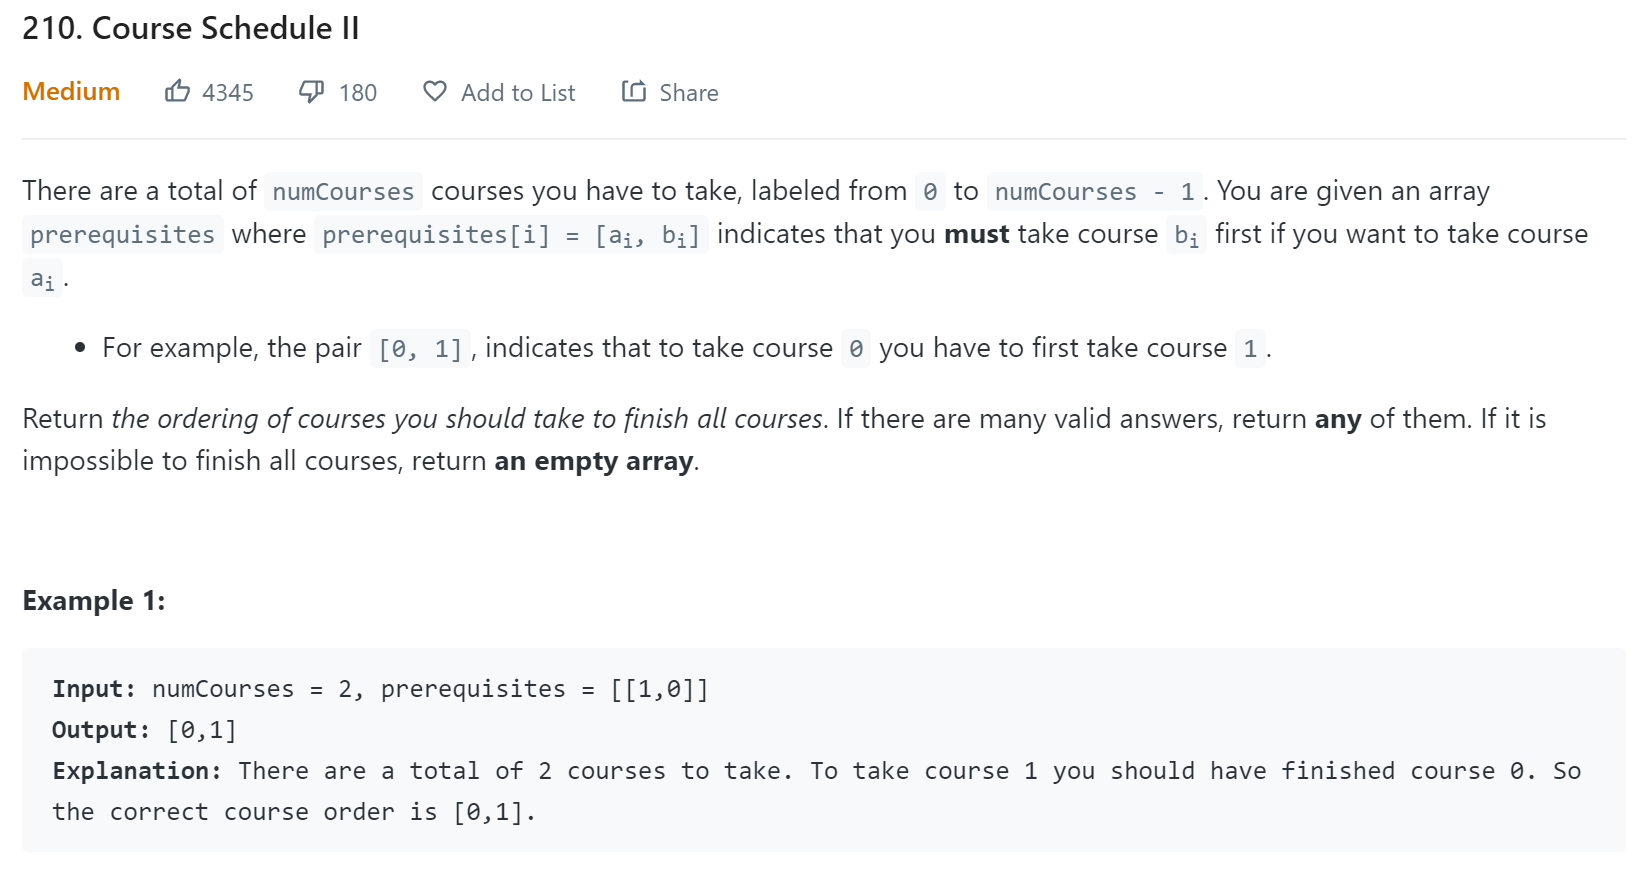 210. Course Schedule II
Medium 4345 180 Add to List Share
There are a total of numCourses courses you have to take, labeled from 0 to numCourses - 1. You are given an array
prerequisites where prerequisites[i] = [aᵢ, bᵢ] indicates that you must take course bᵢ first if you want to take course
aᵢ.
• For example, the pair [0, 1], indicates that to take course 0 you have to first take course 1.
Return the ordering of courses you should take to finish all courses. If there are many valid answers, return any of them. If it is
impossible to finish all courses, return an empty array.
Example 1:
Input: numCourses = 2, prerequisites = [[1,0]]
Output: [0,1]
Explanation: There are a total of 2 courses to take. To take course 1 you should have finished course 0. So
the correct course order is [0,1].